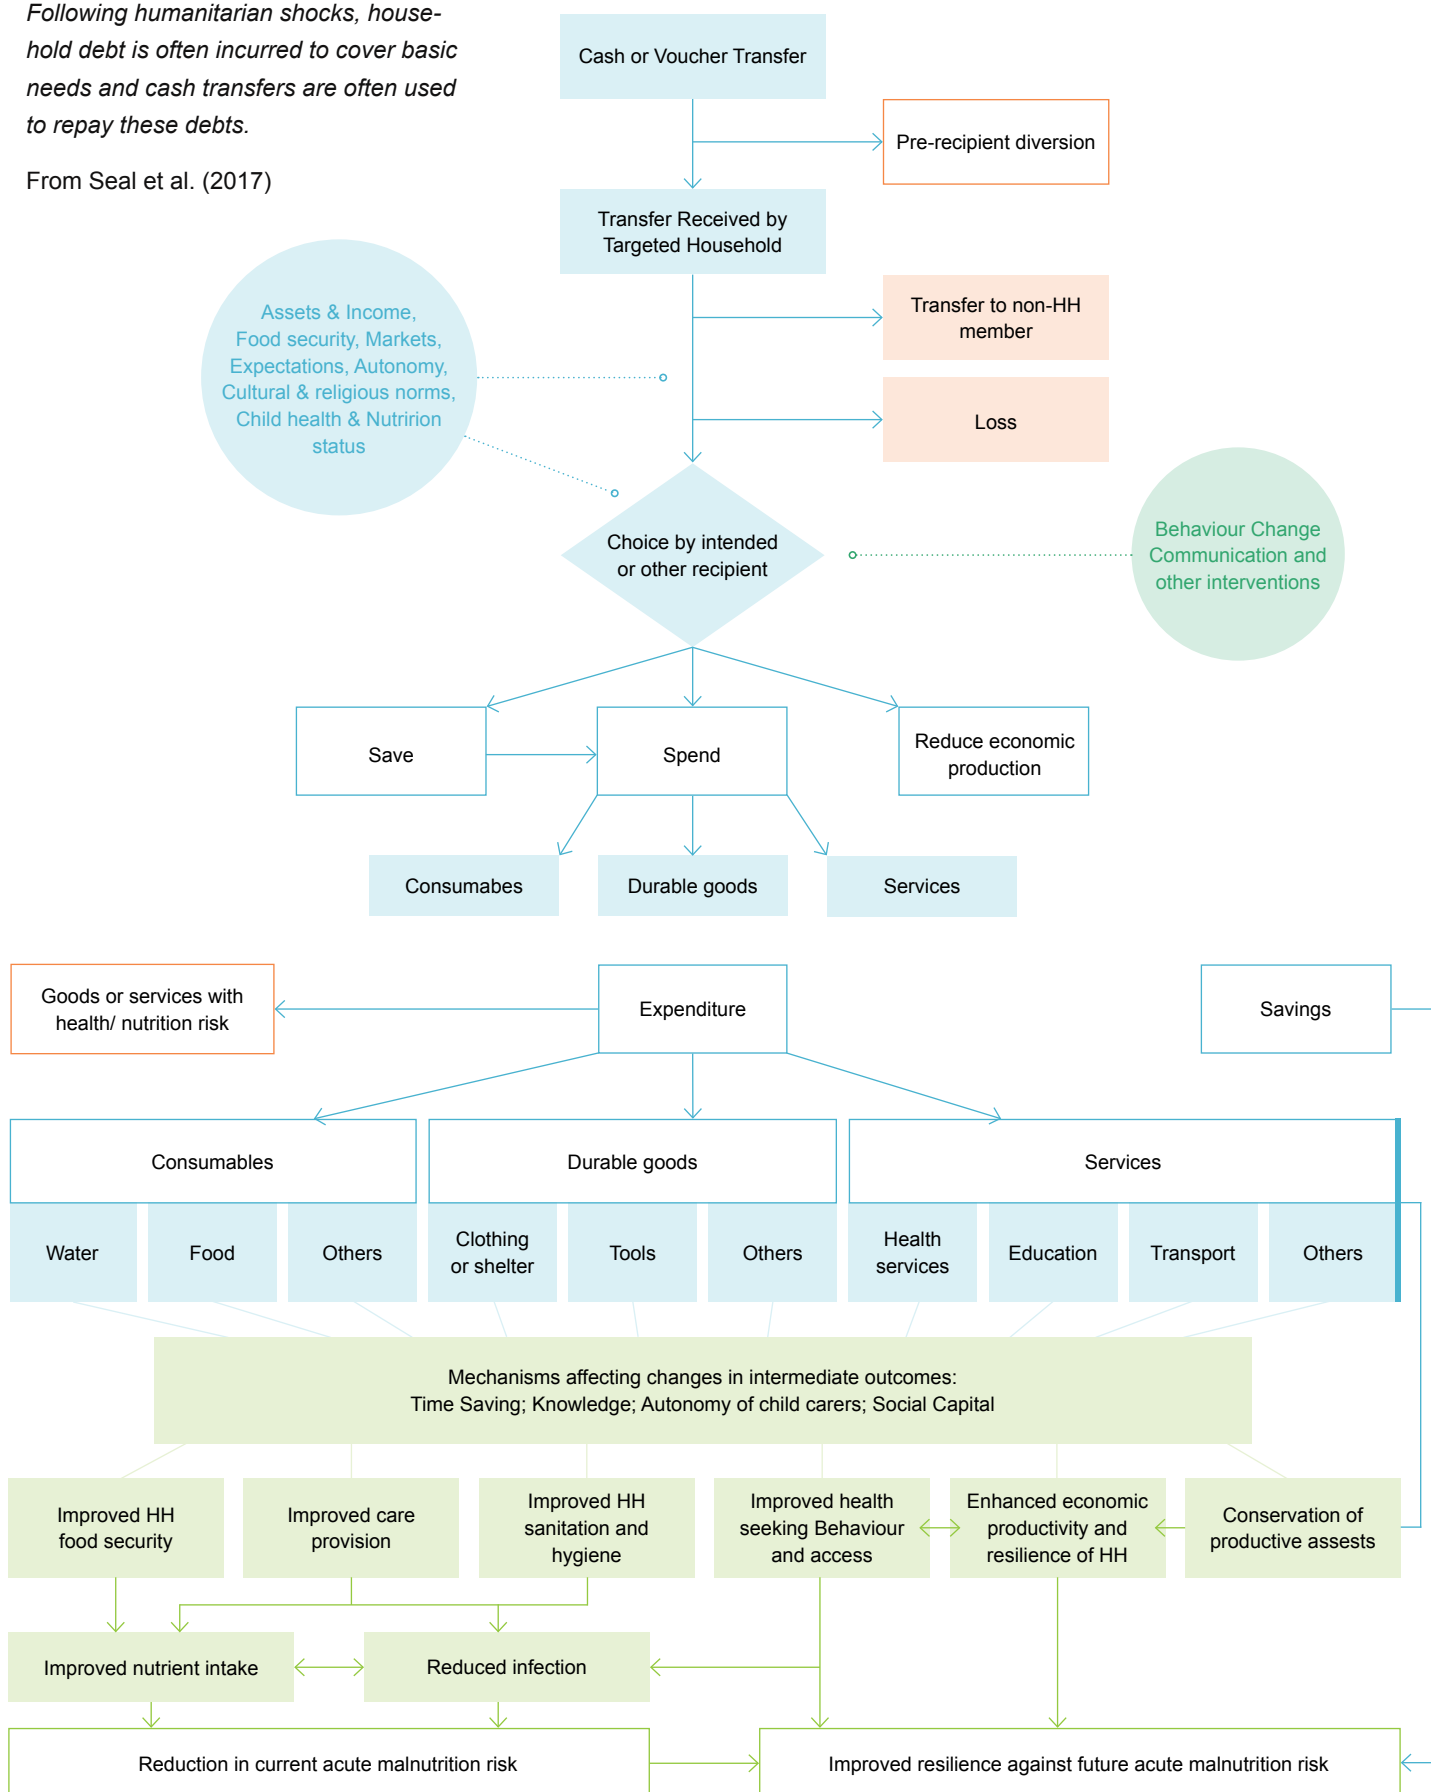 Following humanitarian shocks, house-
hold debt is often incurred to cover basic
needs and cash transfers are often used
to repay these debts.
From Seal et al. (2017)
Cash or Voucher Transfer
Pre-recipient diversion
Transfer Received by
Targeted Household
Assets & Income,
Food security, Markets,
Expectations, Autonomy,
Cultural & religious norms,
Child health & Nutririon
status
Transfer to non-HH
member
Loss
Choice by intended
or other recipient
Behaviour Change
Communication and
other interventions
Save
Spend
Reduce economic
production
Consumabes
Durable goods
Services
Goods or services with
health/ nutrition risk
Expenditure
Savings
Consumables
Durable goods
Services
Water
Food
Others
Clothing
or shelter
Tools
Others
Health
services
Education
Transport
Others
Mechanisms affecting changes in intermediate outcomes:
Time Saving; Knowledge; Autonomy of child carers; Social Capital
Improved HH
food security
Improved care
provision
Improved HH
sanitation and
hygiene
Improved health
seeking Behaviour
and access
Enhanced economic
productivity and
resilience of HH
Conservation of
productive assests
Improved nutrient intake
Reduced infection
Reduction in current acute malnutrition risk
Improved resilience against future acute malnutrition risk